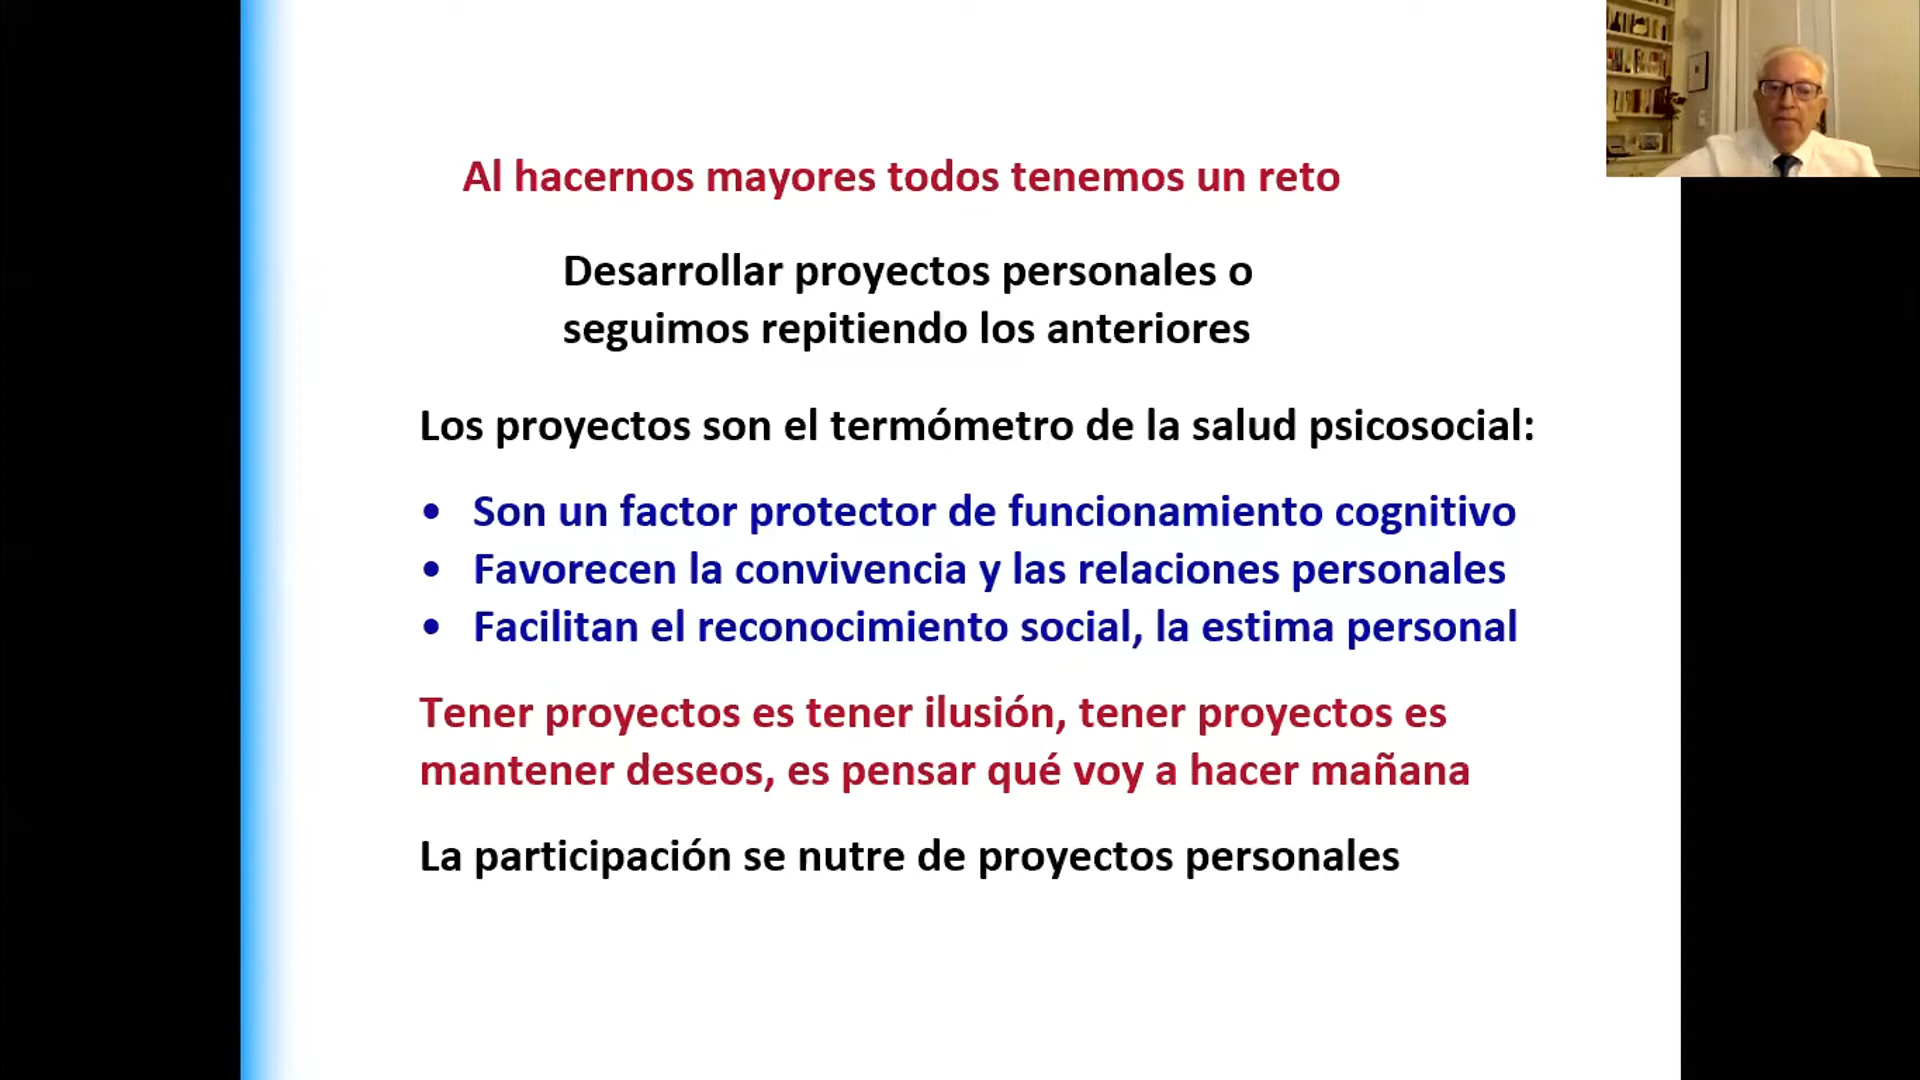 Al hacernos mayores todos tenemos un reto
Desarrollar proyectos personales o
seguimos repitiendo los anteriores
Los proyectos son el termómetro de la salud psicosocial:
• Son un factor protector de funcionamiento cognitivo
• Favorecen la convivencia y las relaciones personales
• Facilitan el reconocimiento social, la estima personal
Tener proyectos es tener ilusión, tener proyectos es
mantener deseos, es pensar qué voy a hacer mañana
La participación se nutre de proyectos personales